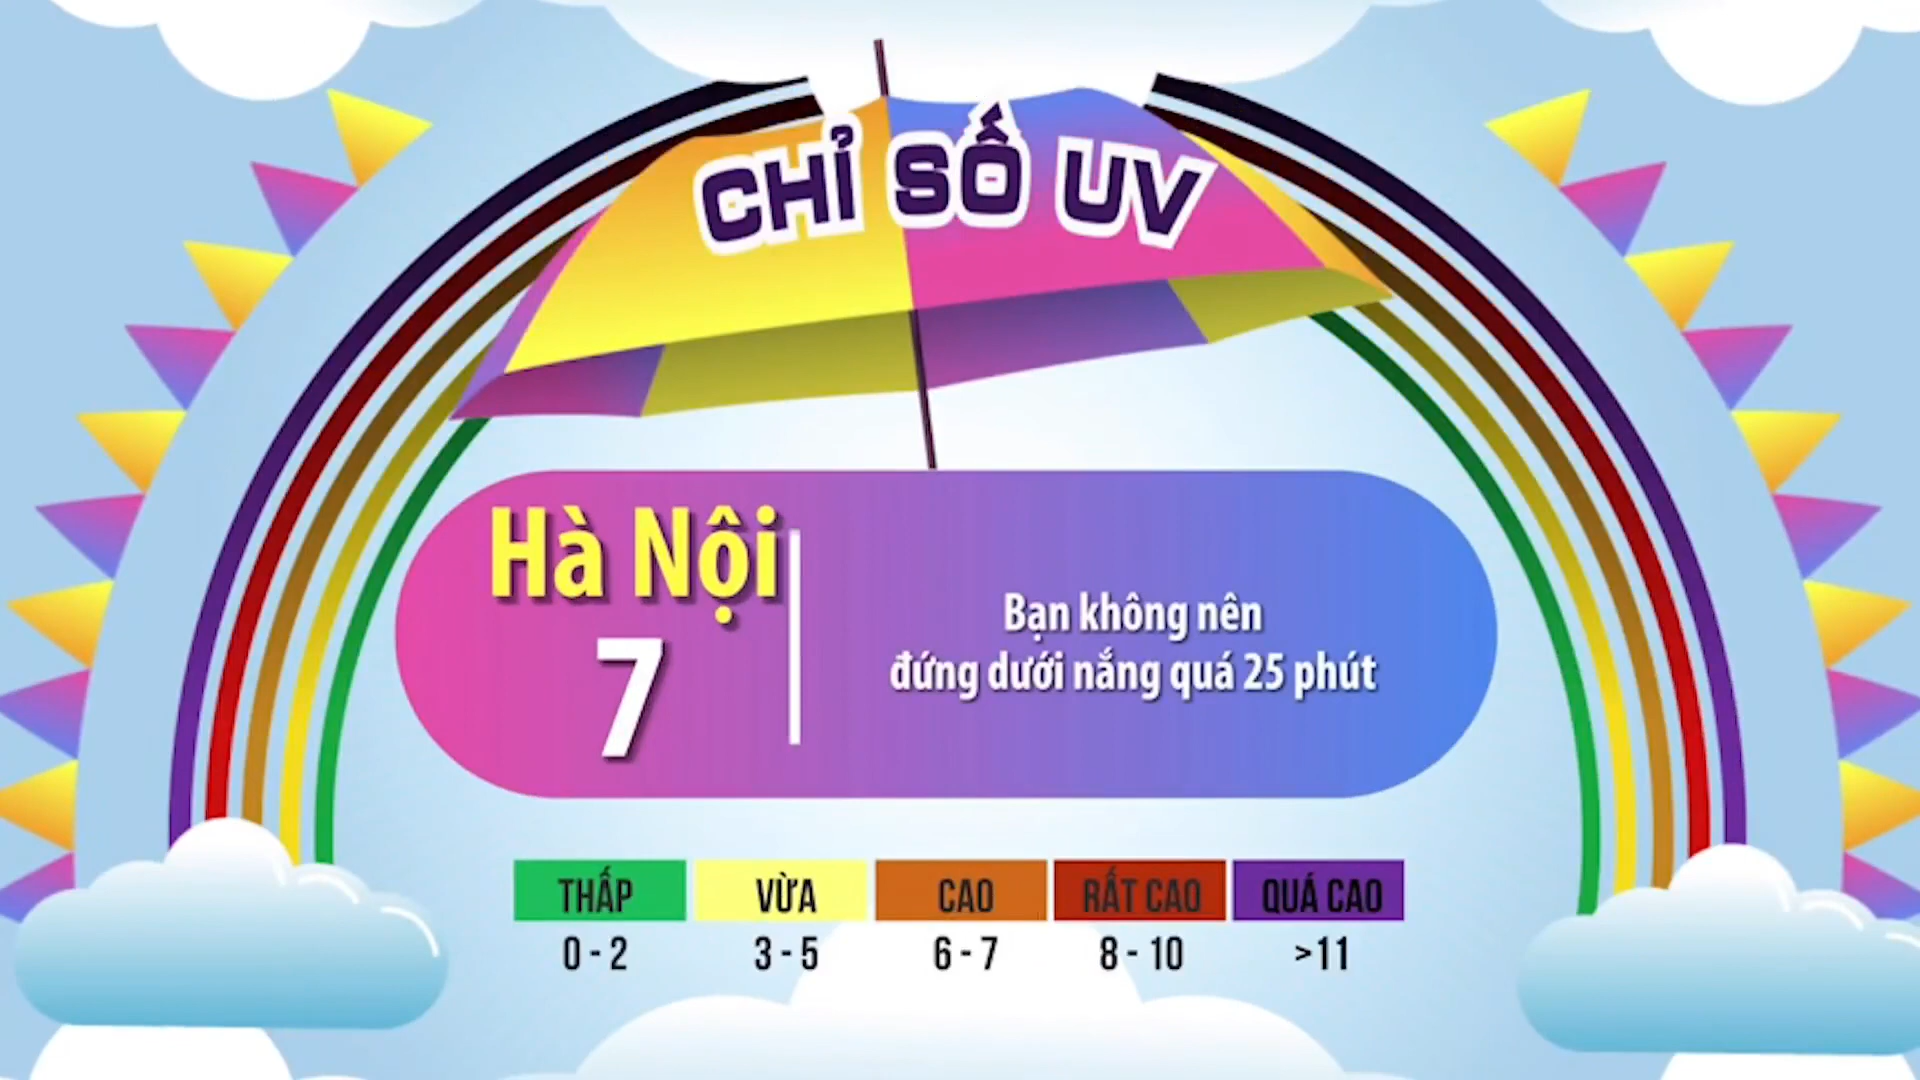 CHỈ SỐ UV
Hà Nội
7
Bạn không nên
đứng dưới nắng quá 25 phút
THẤP
VỪA
CAO
RẤT CAO
QUÁ CAO
0 - 2
3 - 5
6 - 7
8 - 10
>11